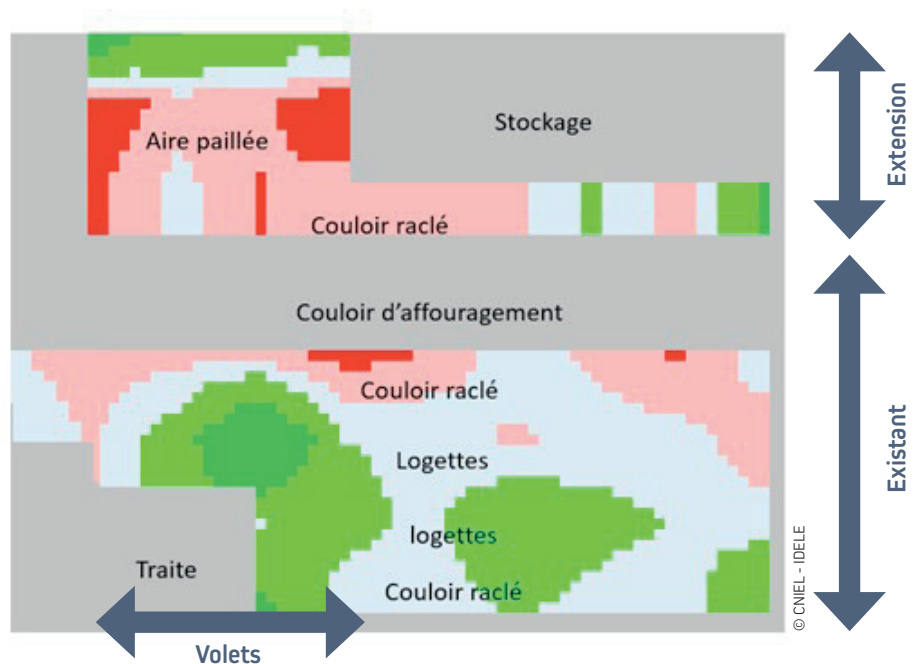 Stockage
Aire paillée
Couloir raclé
Extension
Couloir d'affouragement
Couloir raclé
Logettes
logettes
Existant
Traite
Couloir raclé
Volets
© CNIEL - IDELE